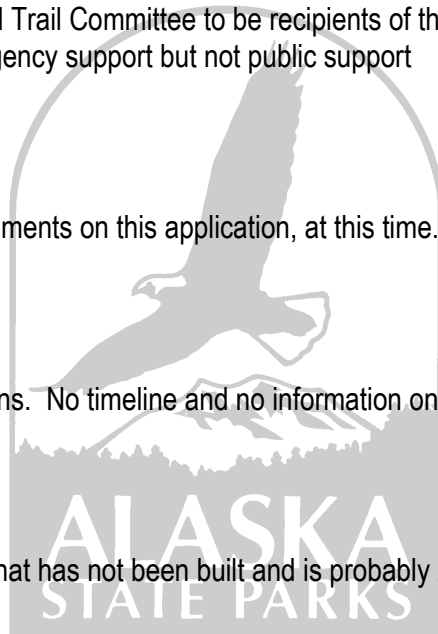 l Trail Committee to be recipients of th
gency support but not public support
ments on this application, at this time.
ns. No timeline and no information on
hat has not been built and is probably
ALASKA
STATE PARKS